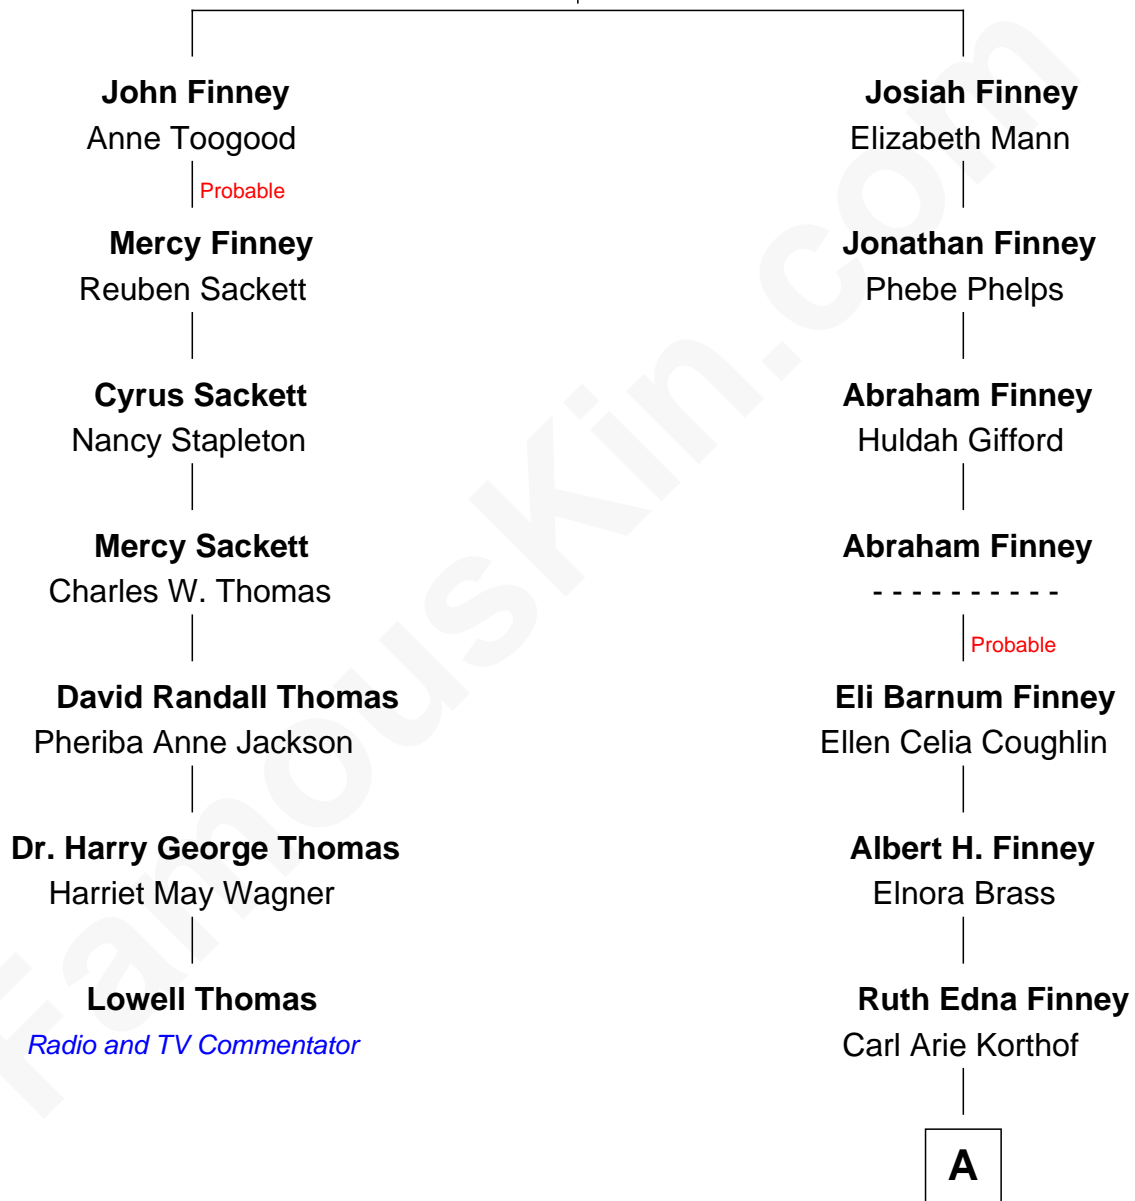 John Finney
Anne Toogood
Probable
Mercy Finney
Reuben Sackett
Cyrus Sackett
Nancy Stapleton
Mercy Sackett
Charles W. Thomas
David Randall Thomas
Pheriba Anne Jackson
Dr. Harry George Thomas
Harriet May Wagner
Lowell Thomas
Radio and TV Commentator
Josiah Finney
Elizabeth Mann
Jonathan Finney
Phebe Phelps
Abraham Finney
Huldah Gifford
Abraham Finney
- - - - - - - - - -
Probable
Eli Barnum Finney
Ellen Celia Coughlin
Albert H. Finney
Elnora Brass
Ruth Edna Finney
Carl Arie Korthof
A
FamousKin.com